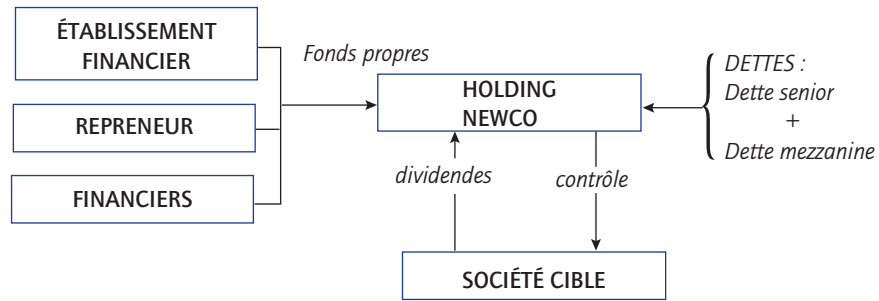 ÉTABLISSEMENT
FINANCIER
REPRENEUR
FINANCIERS
Fonds propres
HOLDING
NEWCO
DETTES :
Dette senior
+
Dette mezzanine
dividendes
contrôle
SOCIÉTÉ CIBLE